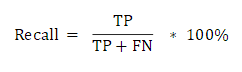 Recall = TP / TP + FN * 100%